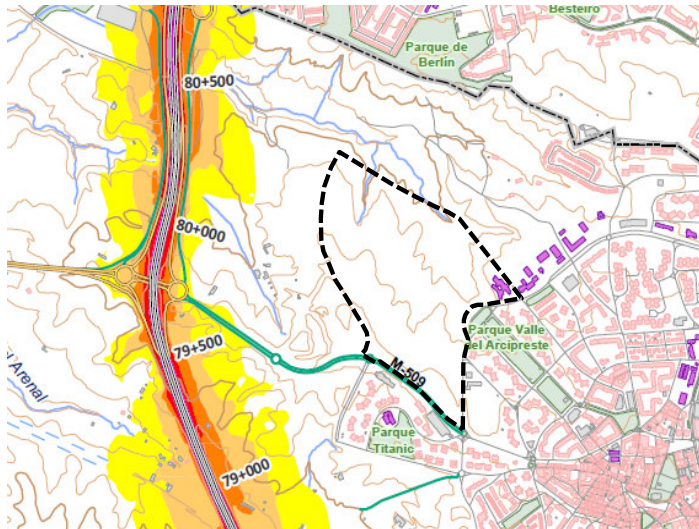 Besteiro
Parque de
Berlín
80+500
80+000
Parque Valle
del Arcipreste
79+500
M-509
Arenal
Parque
Titanic
79+000